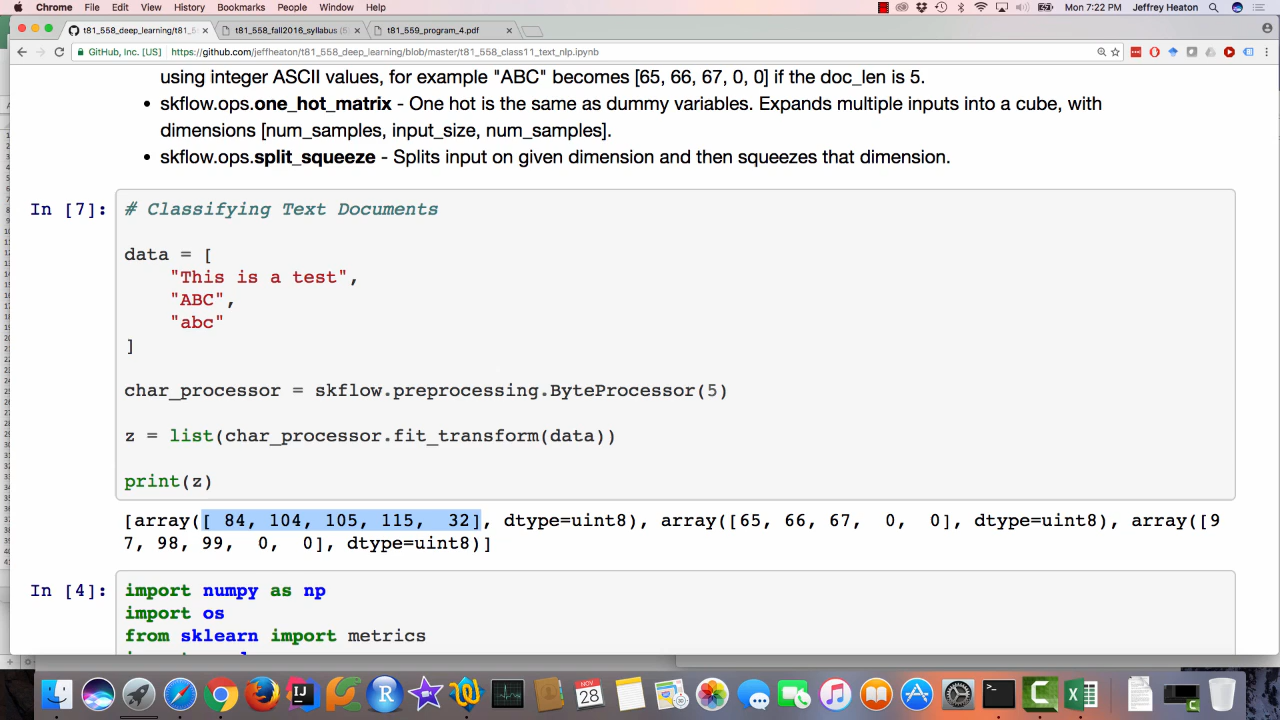 Chrome File Edit View History Bookmarks People Window Help Mon 7:22 PM Jeffrey Heaton
t81_558_deep_learning/t81_5 t81_558_fall2016_syllabus (5 t81_559_program_4.pdf
GitHub, Inc. [US] https://github.com/jeffheaton/t81_558_deep_learning/blob/master/t81_558_class11_text_nlp.ipynb
using integer ASCII values, for example "ABC" becomes [65, 66, 67, 0, 0] if the doc_len is 5.
• skflow.ops.one_hot_matrix - One hot is the same as dummy variables. Expands multiple inputs into a cube, with
dimensions [num_samples, input_size, num_samples].
• skflow.ops.split_squeeze - Splits input on given dimension and then squeezes that dimension.
In [7]: # Classifying Text Documents
data = [
"This is a test",
"ABC",
"abc"
]
char_processor = skflow.preprocessing.ByteProcessor(5)
z = list(char_processor.fit_transform(data))
print(z)
[array([ 84, 104, 105, 115, 32], dtype=uint8), array([65, 66, 67, 0, 0], dtype=uint8), array([9
7, 98, 99, 0, 0], dtype=uint8)]
In [4]: import numpy as np
import os
from sklearn import metrics
NOV
28